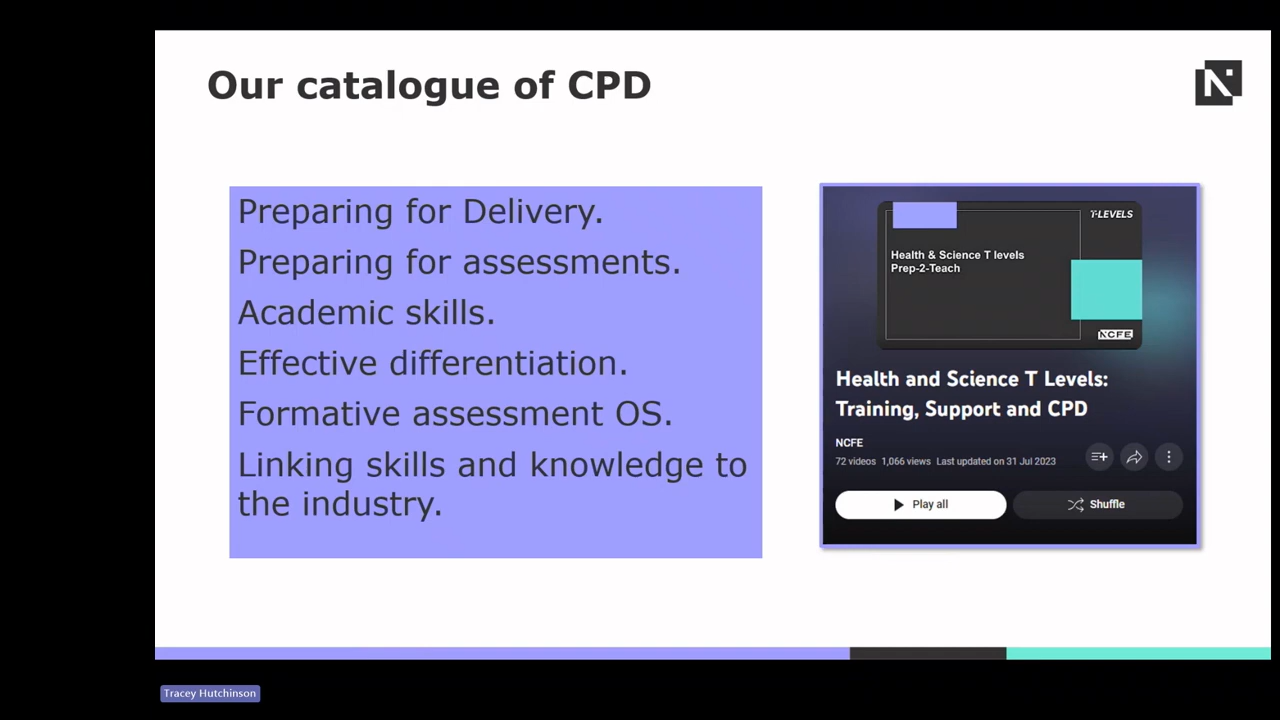 Our catalogue of CPD
N
Preparing for Delivery.
Preparing for assessments.
Academic skills.
Effective differentiation.
Formative assessment OS.
Linking skills and knowledge to
the industry.
T-LEVELS
Health & Science T levels
Prep-2-Teach
NCFE
Health and Science T Levels:
Training, Support and CPD
NCFE
72 videos 1,066 views Last updated on 31 Jul 2023
Play all
Shuffle
Tracey Hutchinson